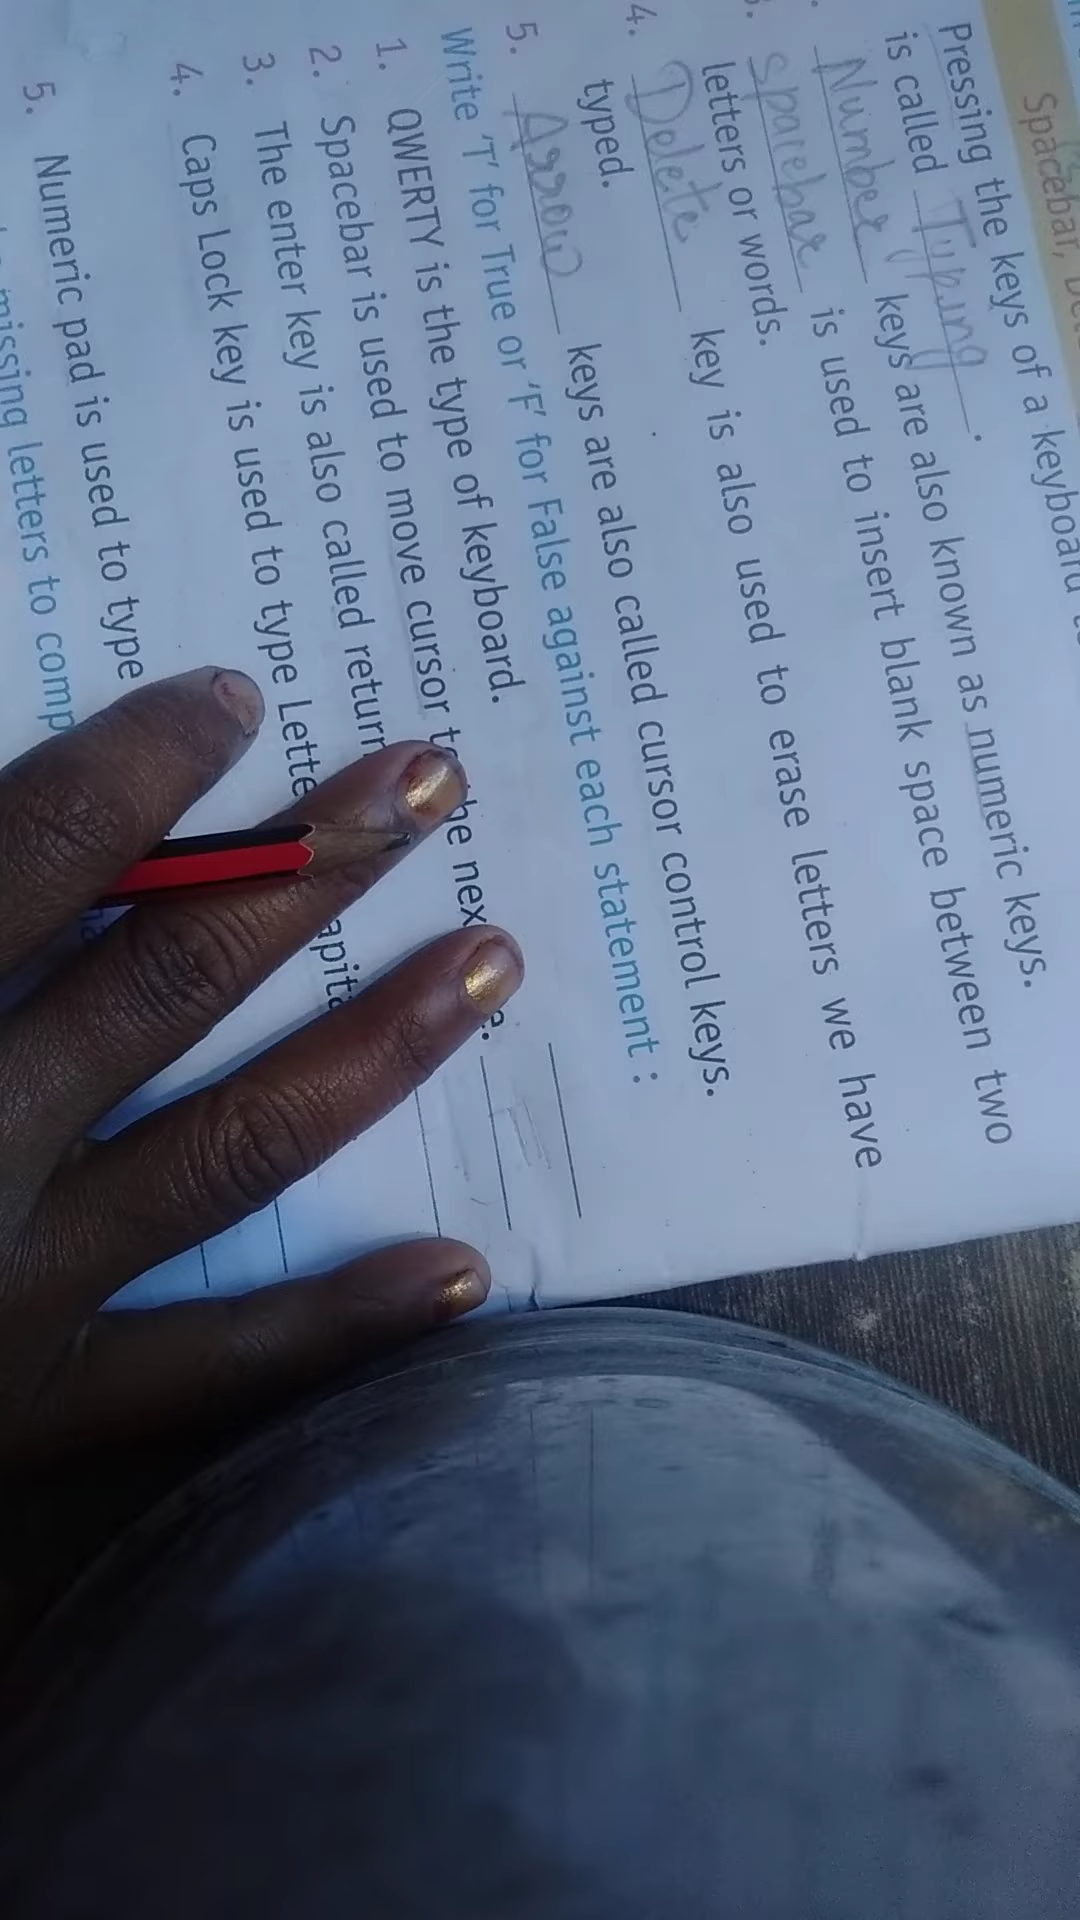 Spacebar,
Pressing the keys of a keyboard
is called Typing.
Number keys are also known as numeric keys.
spacebar is used to insert blank space between two
letters or words.
4. Delete key is also used to erase letters we have
typed.
5. Arrow keys are also called cursor control keys.
Write 'T' for True or 'F' for False against each statement :
1. QWERTY is the type of keyboard.
2. Spacebar is used to move cursor to the nex
3. The enter key is also called return
4. Caps Lock key is used to type Lette apita
5. Numeric pad is used to type
missing letters to comp